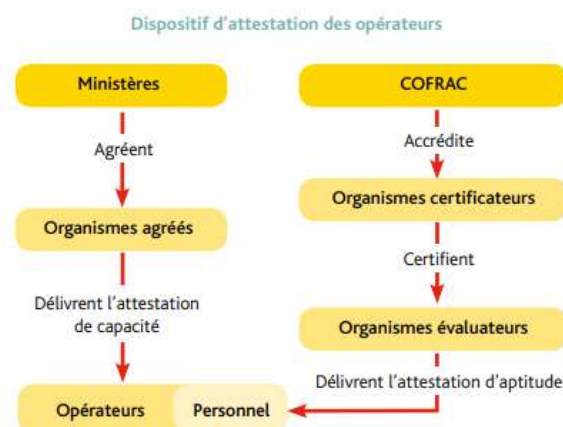 Dispositif d'attestation des opérateurs
Ministères
COFRAC
Agréent
Accrédite
Organismes agréés
Organismes certificateurs
Certifient
Délivrent l'attestation
de capacité
Organismes évaluateurs
Délivrent l'attestation d'aptitude
Opérateurs
Personnel